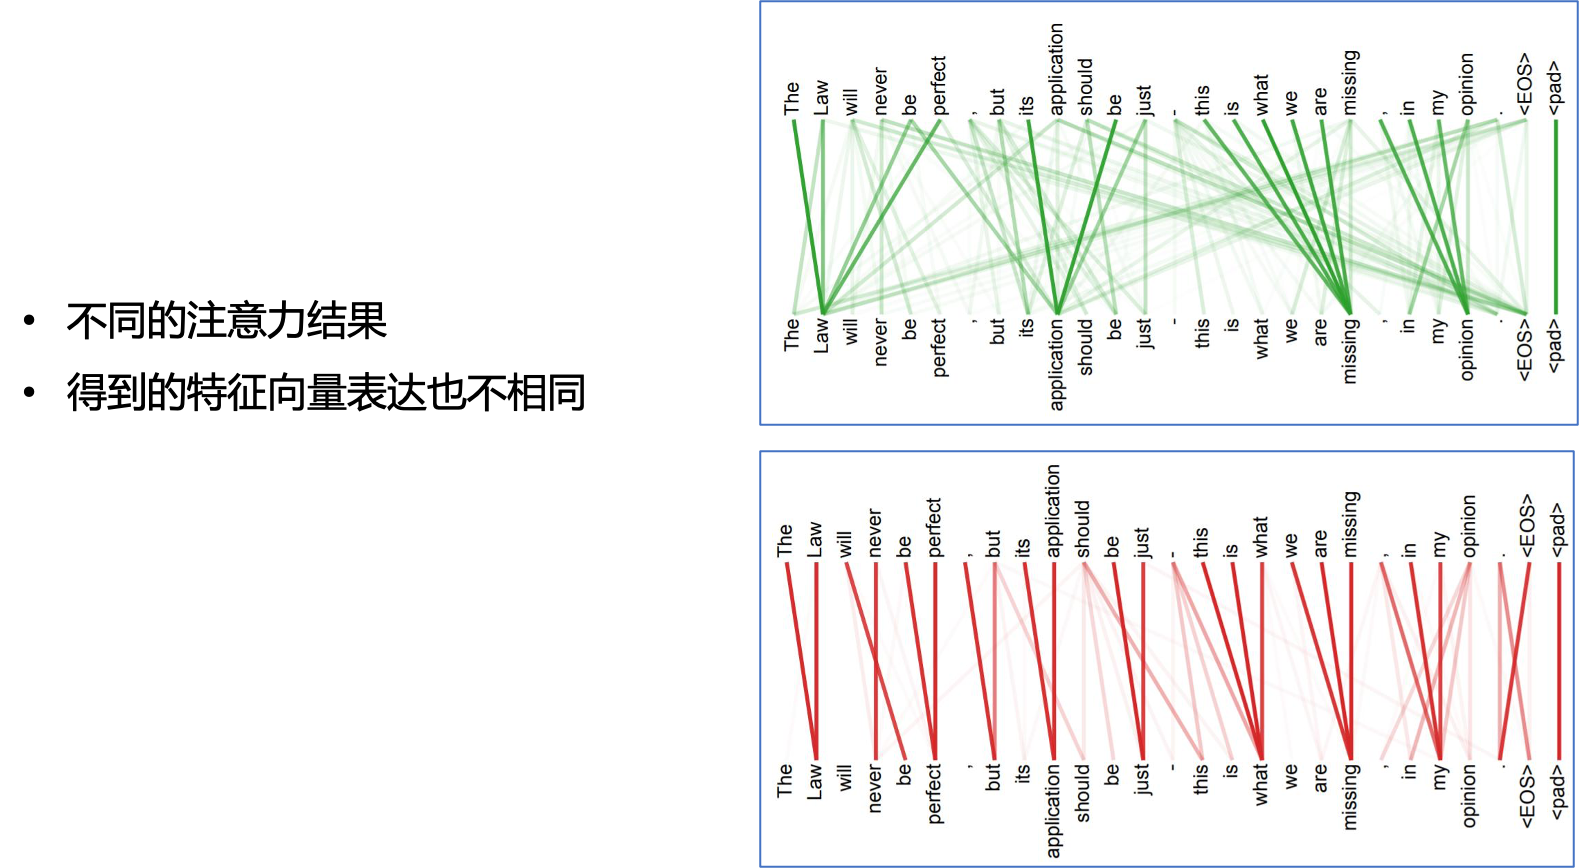 • 不同的注意力结果
• 得到的特征向量表达也不相同
The Law will never be perfect , but its application should be just - this is what we are missing , in my opinion . <EOS> <pad>
The Law will never be perfect , but its application should be just - this is what we are missing , in my opinion . <EOS> <pad>
The Law will never be perfect , but its application should be just - this is what we are missing , in my opinion . <EOS> <pad>
The Law will never be perfect , but its application should be just - this is what we are missing , in my opinion . <EOS> <pad>